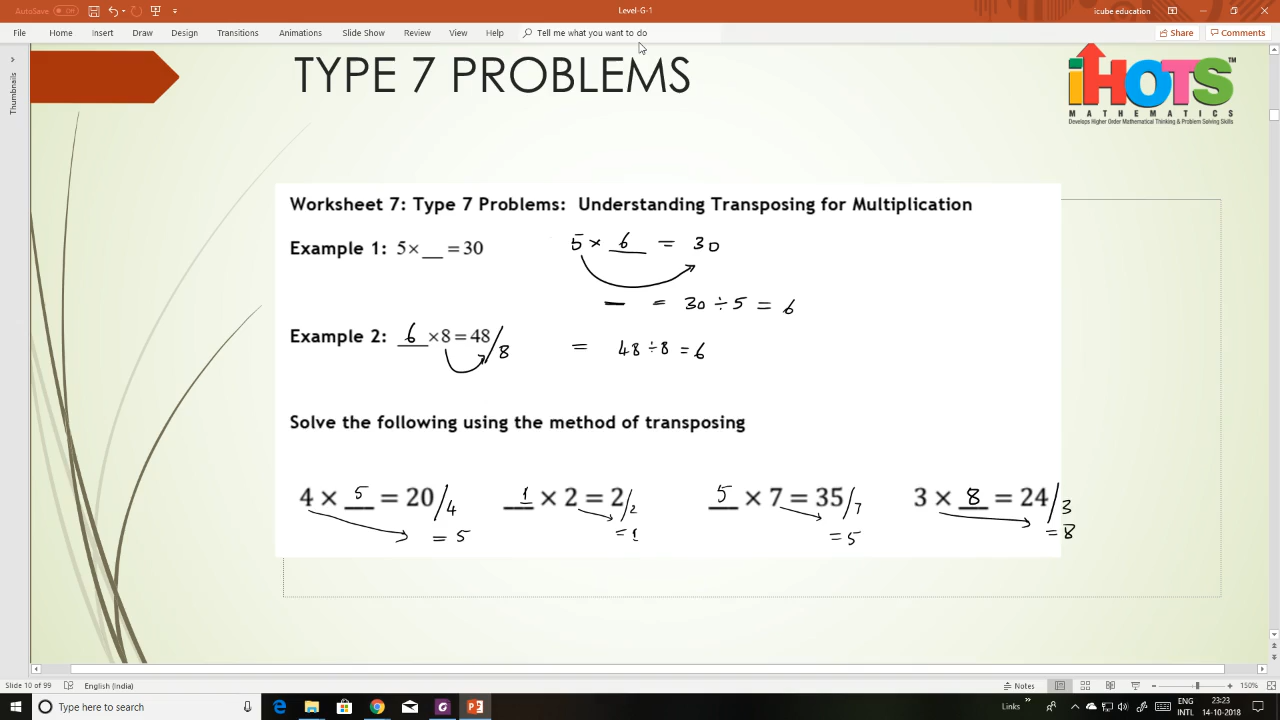 AutoSave Off
Level-G-1
icube education
File Home Insert Draw Design Transitions Animations Slide Show Review View Help Tell me what you want to do Share Comments
Thumbnails
TYPE 7 PROBLEMS
iHOTS TM
MATHEMATICS
Develops Higher Order Mathematical Thinking & Problem Solving Skills
Worksheet 7: Type 7 Problems: Understanding Transposing for Multiplication
Example 1: 5× __ = 30 5 × 6 = 30
__ = 30 ÷ 5 = 6
Example 2: 6 ×8 = 48/8 = 48 ÷ 8 = 6
Solve the following using the method of transposing
4 × 5 = 20/4 1 × 2 = 2/2 5 × 7 = 35/7 3 × 8 = 24/3
= 5 = 1 = 5 = 8
Slide 10 of 99 English (India) Notes 150%
Type here to search Links ENG 23:23
INTL 14-10-2018